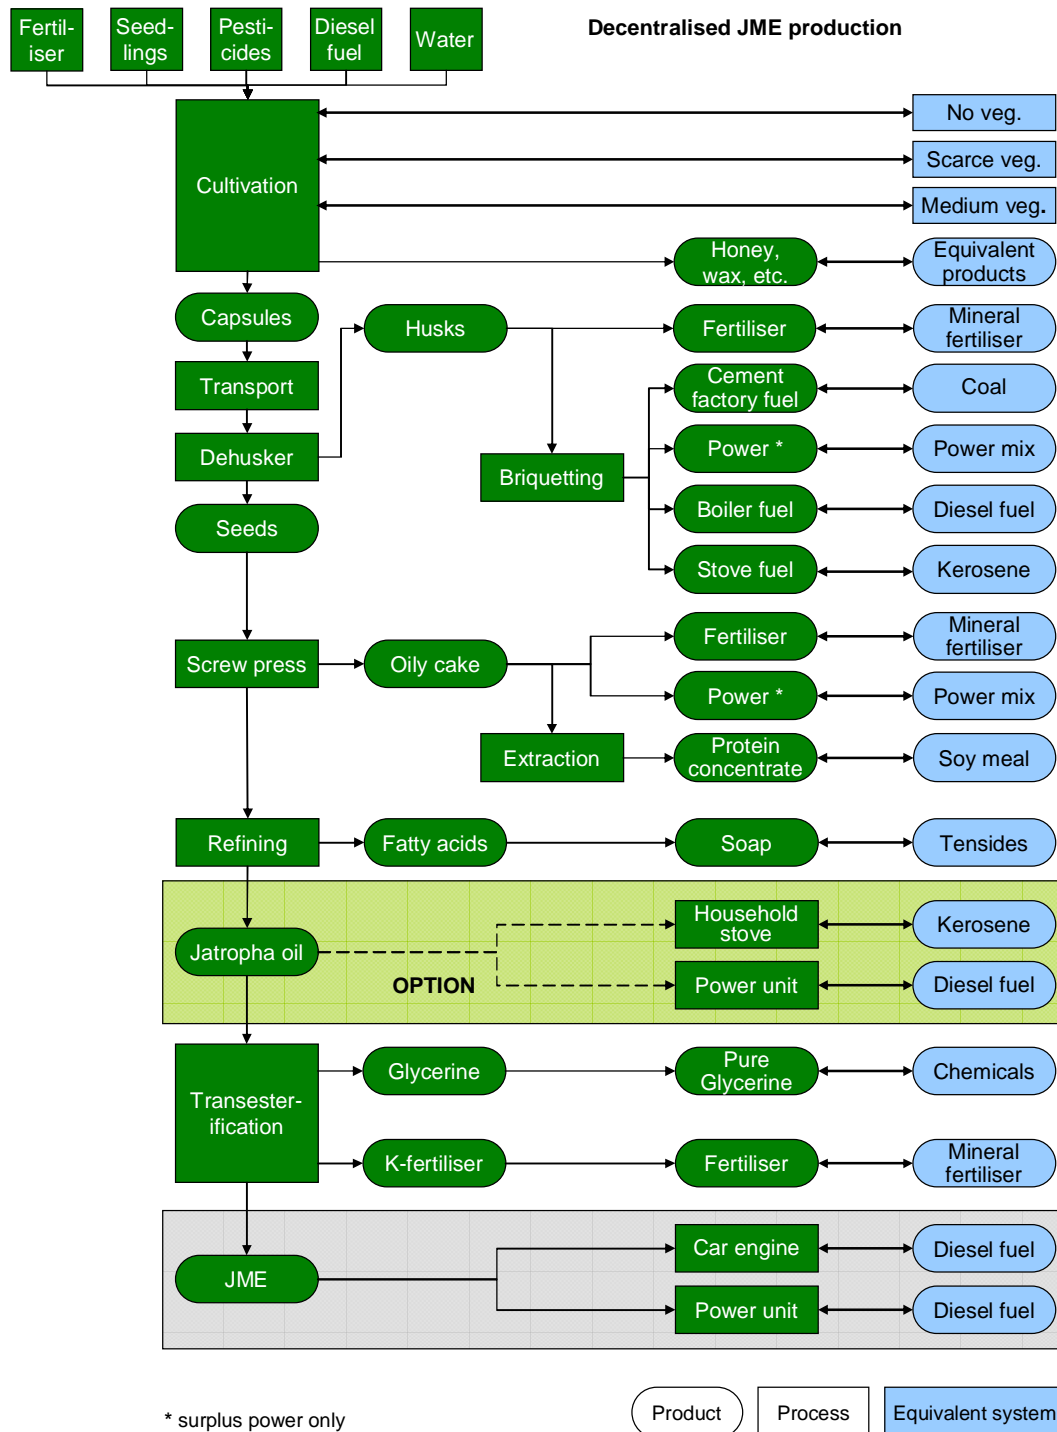 Decentralised JME production
Fertil-
iser
Seed-
lings
Pesti-
cides
Diesel
fuel
Water
Cultivation
No veg.
Scarce veg.
Medium veg.
Honey,
wax, etc.
Equivalent
products
Capsules
Husks
Fertiliser
Mineral
fertiliser
Transport
Cement
factory fuel
Coal
Dehusker
Briquetting
Power *
Power mix
Seeds
Boiler fuel
Diesel fuel
Stove fuel
Kerosene
Screw press
Oily cake
Fertiliser
Mineral
fertiliser
Power *
Power mix
Extraction
Protein
concentrate
Soy meal
Refining
Fatty acids
Soap
Tensides
Jatropha oil
OPTION
Household
stove
Kerosene
Power unit
Diesel fuel
Transester-
ification
Glycerine
Pure
Glycerine
Chemicals
K-fertiliser
Fertiliser
Mineral
fertiliser
JME
Car engine
Diesel fuel
Power unit
Diesel fuel
* surplus power only
Product
Process
Equivalent system